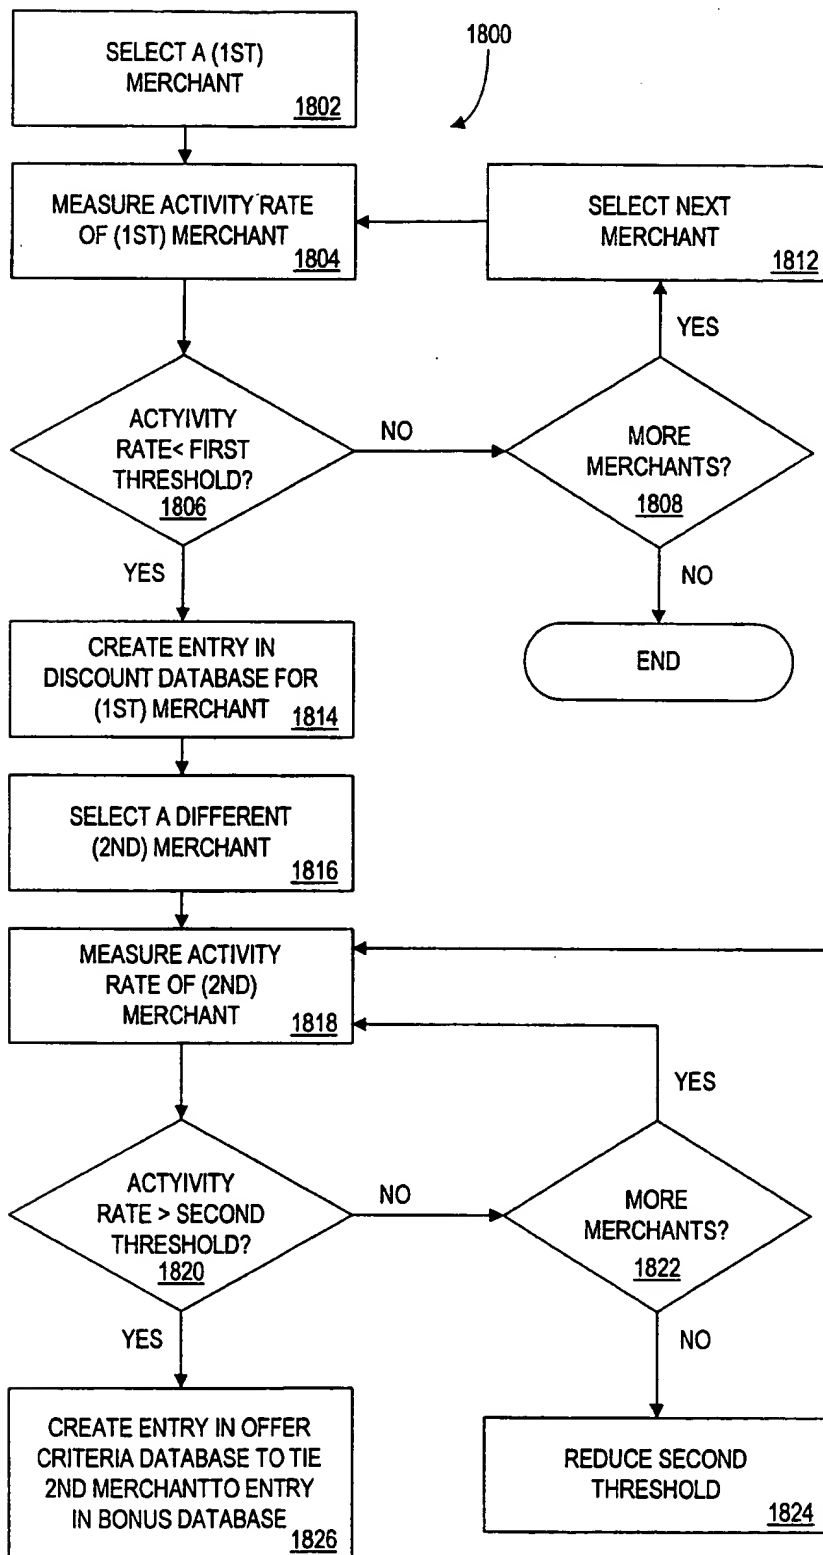 SELECT A (1ST)
MERCHANT
1802
1800
MEASURE ACTIVITY RATE
OF (1ST) MERCHANT
1804
SELECT NEXT
MERCHANT
1812
YES
ACTYIVITY
RATE< FIRST
THRESHOLD?
1806
NO
MORE
MERCHANTS?
1808
YES
NO
CREATE ENTRY IN
DISCOUNT DATABASE FOR
(1ST) MERCHANT
1814
END
SELECT A DIFFERENT
(2ND) MERCHANT
1816
MEASURE ACTIVITY
RATE OF (2ND)
MERCHANT
1818
YES
ACTYIVITY
RATE > SECOND
THRESHOLD?
1820
NO
MORE
MERCHANTS?
1822
YES
NO
CREATE ENTRY IN OFFER
CRITERIA DATABASE TO TIE
2ND MERCHANTTO ENTRY
IN BONUS DATABASE
1826
REDUCE SECOND
THRESHOLD
1824